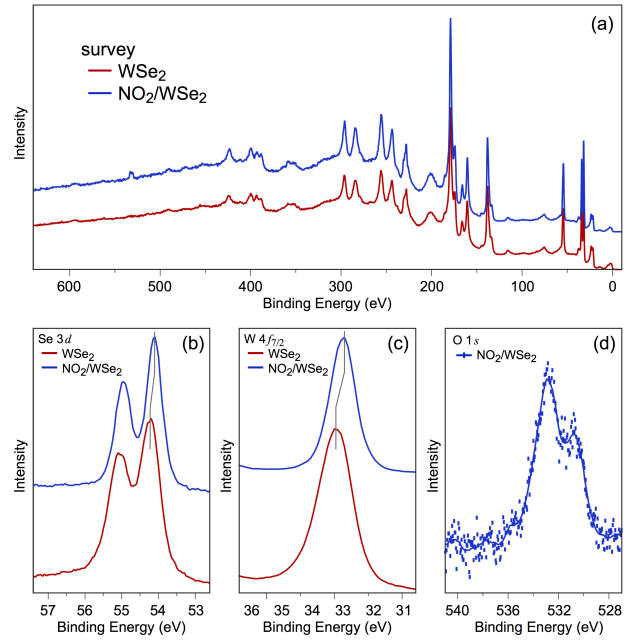 (a)
survey
WSe₂
NO₂/WSe₂
Intensity
600 500 400 300 200 100 0
Binding Energy (eV)
Se 3d (b)
WSe₂
NO₂/WSe₂
Intensity
57 56 55 54 53
Binding Energy (eV)
W 4f₇/₂ (c)
WSe₂
NO₂/WSe₂
Intensity
36 35 34 33 32 31
Binding Energy (eV)
O 1s (d)
NO₂/WSe₂
Intensity
540 536 532 528
Binding Energy (eV)